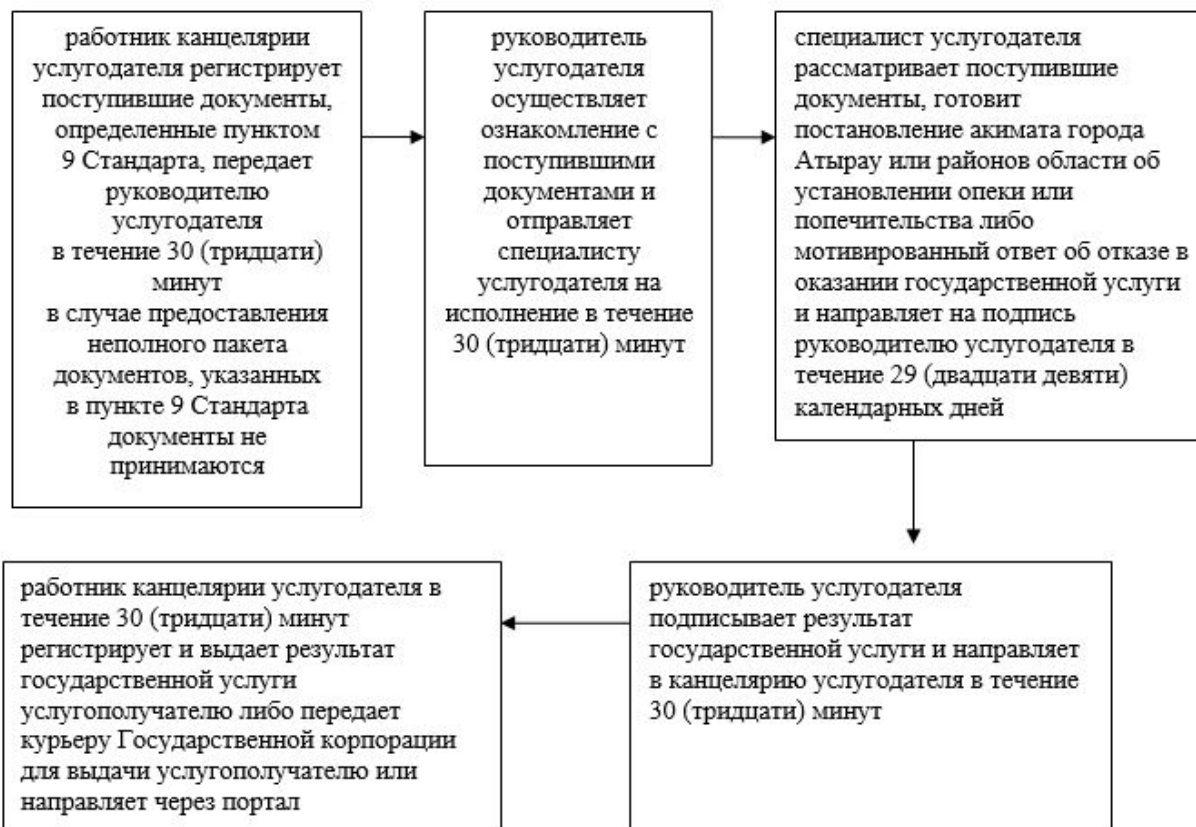 работник канцелярии
услугодателя регистрирует
поступившие документы,
определенные пунктом
9 Стандарта, передает
руководителю
услугодателя
в течение 30 (тридцати)
минут
в случае предоставления
неполного пакета
документов, указанных
в пункте 9 Стандарта
документы не
принимаются
руководитель
услугодателя
осуществляет
ознакомление с
поступившими
документами и
отправляет
специалисту
услугодателя на
исполнение в течение
30 (тридцати) минут
специалист услугодателя
рассматривает поступившие
документы, готовит
постановление акимата города
Атырау или районов области об
установлении опеки или
попечительства либо
мотивированный ответ об отказе в
оказании государственной услуги
и направляет на подпись
руководителю услугодателя в
течение 29 (двадцати девяти)
календарных дней
руководитель услугодателя
подписывает результат
государственной услуги и направляет
в канцелярию услугодателя в течение
30 (тридцати) минут
работник канцелярии услугодателя в
течение 30 (тридцати) минут
регистрирует и выдает результат
государственной услуги
услугополучателю либо передает
курьеру Государственной корпорации
для выдачи услугополучателю или
направляет через портал